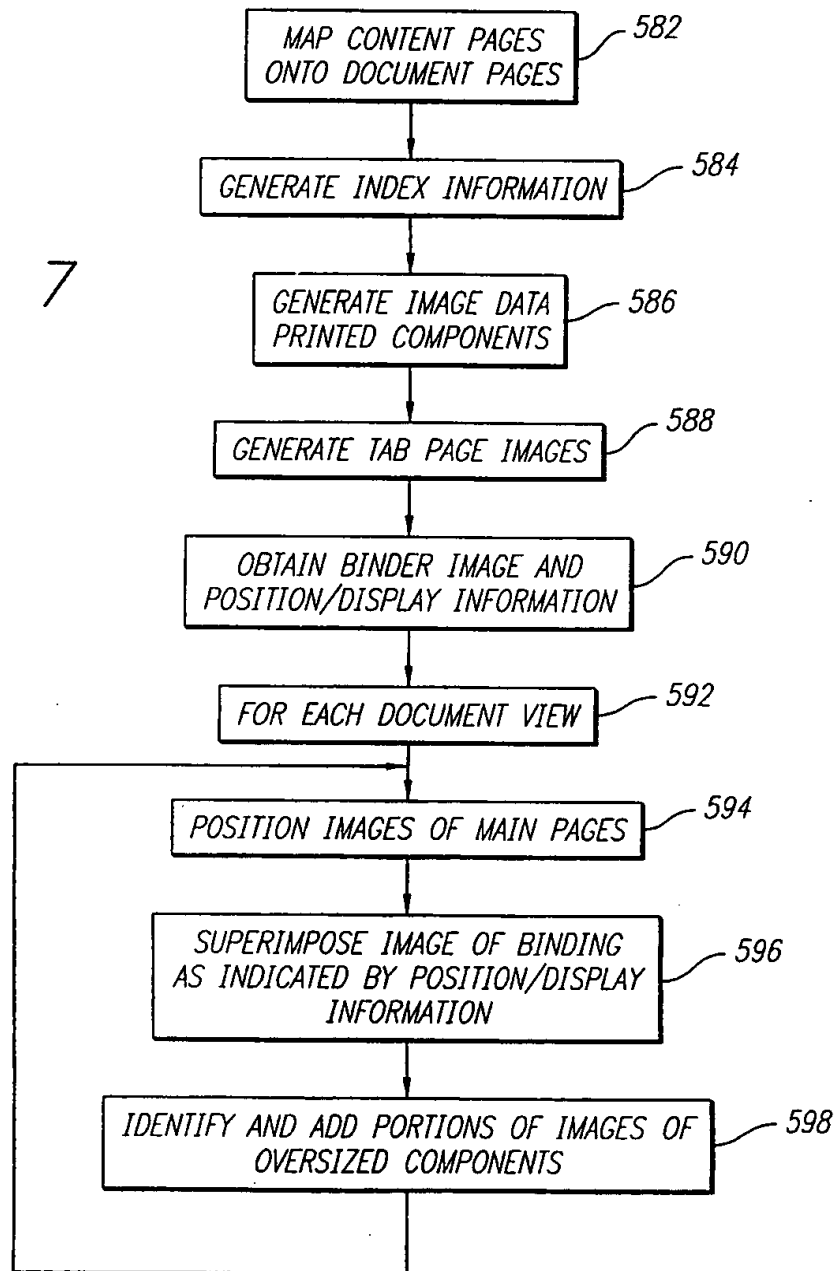 MAP CONTENT PAGES
ONTO DOCUMENT PAGES
582
GENERATE INDEX INFORMATION
584
7
GENERATE IMAGE DATA
PRINTED COMPONENTS
586
GENERATE TAB PAGE IMAGES
588
OBTAIN BINDER IMAGE AND
POSITION/DISPLAY INFORMATION
590
FOR EACH DOCUMENT VIEW
592
POSITION IMAGES OF MAIN PAGES
594
SUPERIMPOSE IMAGE OF BINDING
AS INDICATED BY POSITION/DISPLAY
INFORMATION
596
IDENTIFY AND ADD PORTIONS OF IMAGES OF
OVERSIZED COMPONENTS
598